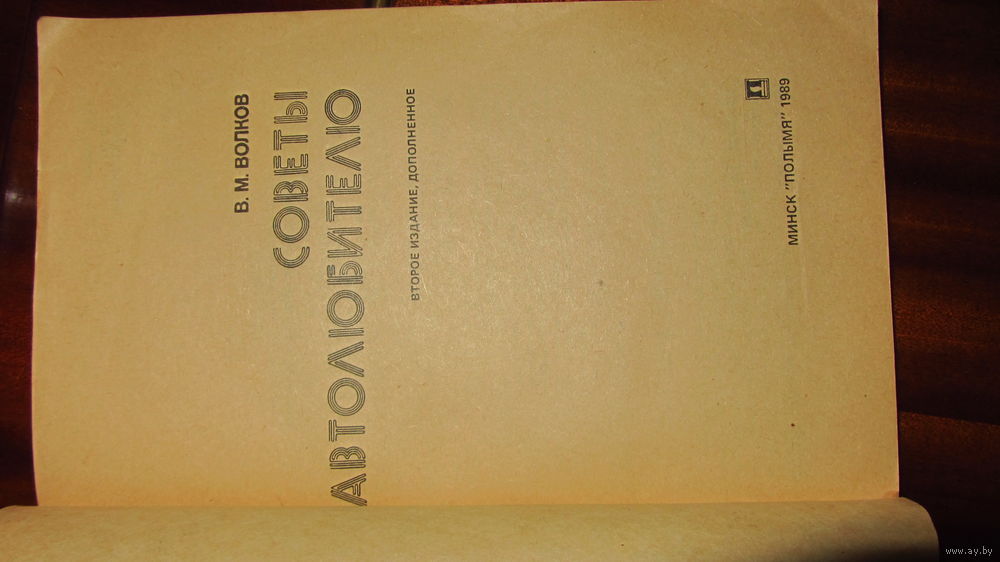 В. М. ВОЛКОВ
СОВЕТЫ
АВТОЛЮБИТЕЛЮ
ВТОРОЕ ИЗДАНИЕ, ДОПОЛНЕННОЕ
МИНСК "ПОЛЫМЯ" 1989
www.ay.by